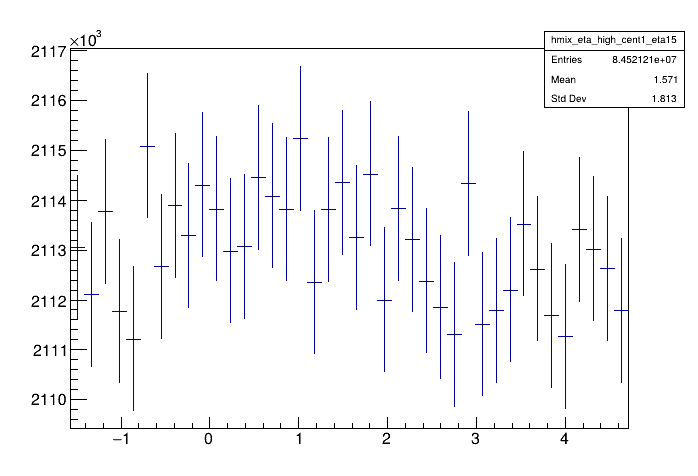 ×10³
hmix_eta_high_cent1_eta15
Entries 8.452121e+07
Mean 1.571
Std Dev 1.813
2117
2116
2115
2114
2113
2112
2111
2110
−1 0 1 2 3 4